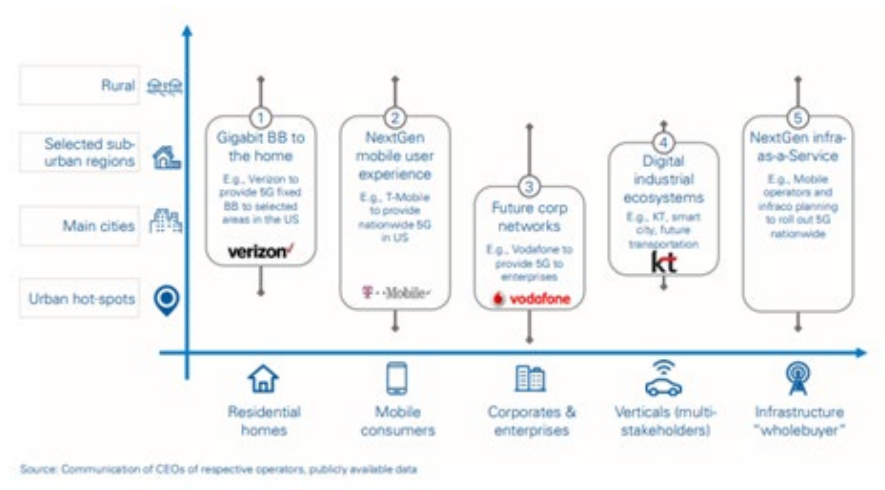 Rural
Selected sub-
urban regions
Main cities
Urban hot-spots
1
Gigabit BB to
the home
E.g., Verizon to
provide 5G fixed
BB to selected
areas in the US
verizon
2
NextGen
mobile user
experience
E.g., T-Mobile
to provide
nationwide 5G
in US
T··Mobile
3
Future corp
networks
E.g., Vodafone to
provide 5G to
enterprises
vodafone
4
Digital
industrial
ecosystems
E.g., KT, smart
city, future
transportation
kt
5
NextGen infra-
as-a-Service
E.g., Mobile
operators and
infraco planning
to roll out 5G
nationwide
Residential
homes
Mobile
consumers
Corporates &
enterprises
Verticals (multi-
stakeholders)
Infrastructure
"wholebuyer"
Source: Communication of CEOs of respective operators, publicly available data